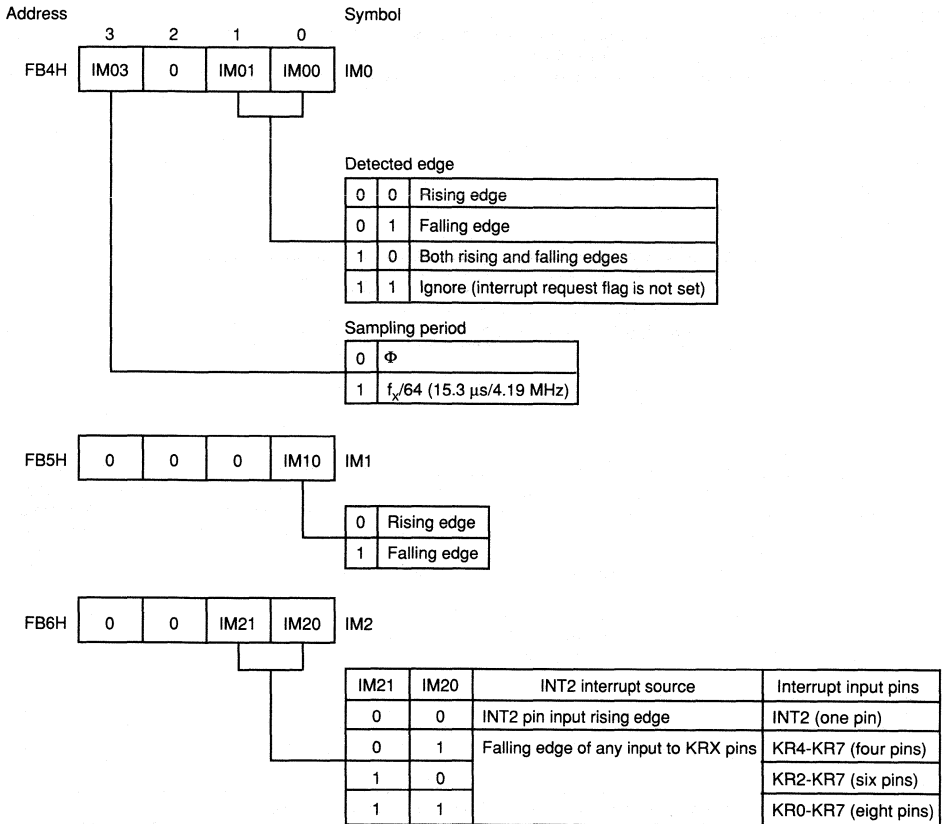 Address Symbol
3 2 1 0
FB4H IM03 0 IM01 IM00 IM0
Detected edge
0 0 Rising edge
0 1 Falling edge
1 0 Both rising and falling edges
1 1 Ignore (interrupt request flag is not set)
Sampling period
0 Φ
1 fx/64 (15.3 μs/4.19 MHz)
FB5H 0 0 0 IM10 IM1
0 Rising edge
1 Falling edge
FB6H 0 0 IM21 IM20 IM2
IM21 IM20 INT2 interrupt source Interrupt input pins
0 0 INT2 pin input rising edge INT2 (one pin)
0 1 Falling edge of any input to KRX pins KR4-KR7 (four pins)
1 0 KR2-KR7 (six pins)
1 1 KR0-KR7 (eight pins)